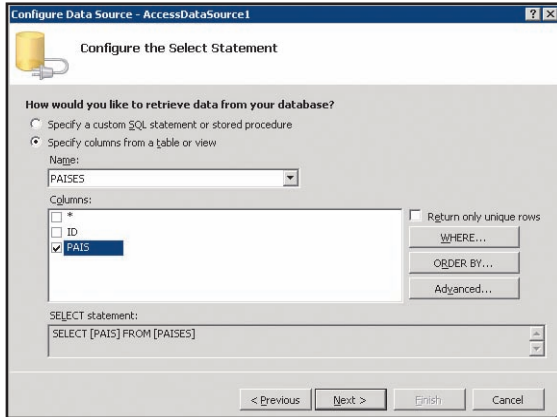 Configure Data Source - AccessDataSource1
Configure the Select Statement
How would you like to retrieve data from your database?
Specify a custom SQL statement or stored procedure
Specify columns from a table or view
Name:
PAISES
Columns:
*
ID
PAIS
Return only unique rows
WHERE...
ORDER BY...
Advanced...
SELECT statement:
SELECT [PAIS] FROM [PAISES]
< Previous Next > Finish Cancel